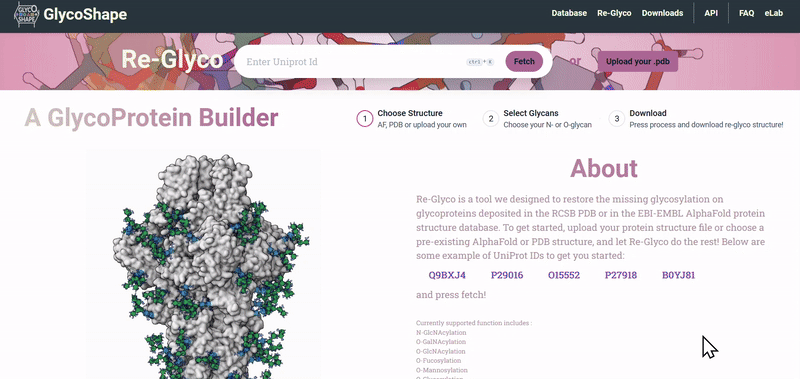 GLYCO
SHAPE
GlycoShape
Database Re-Glyco Downloads API FAQ eLab
Re-Glyco
Enter Uniprot Id
ctrl + K
Fetch
or
Upload your .pdb
A GlycoProtein Builder
1 Choose Structure
AF, PDB or upload your own
2 Select Glycans
Choose your N- or O-glycan
3 Download
Press process and download re-glyco structure!
About
Re-Glyco is a tool we designed to restore the missing glycosylation on
glycoproteins deposited in the RCSB PDB or in the EBI-EMBL AlphaFold protein
structure database. To get started, upload your protein structure file or choose a
pre-existing AlphaFold or PDB structure, and let Re-Glyco do the rest! Below are
some example of UniProt IDs to get you started:
Q9BXJ4 P29016 O15552 P27918 B0YJ81
and press fetch!
Currently supported function includes :
N-GlcNAcylation
O-GalNAcylation
O-GlcNAcylation
O-Fucosylation
O-Mannosylation